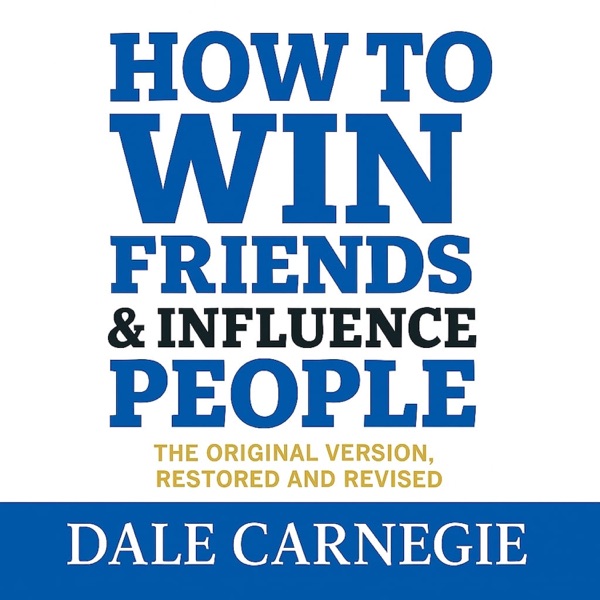 HOW TO
WIN
FRIENDS
& INFLUENCE
PEOPLE
THE ORIGINAL VERSION,
RESTORED AND REVISED
DALE CARNEGIE